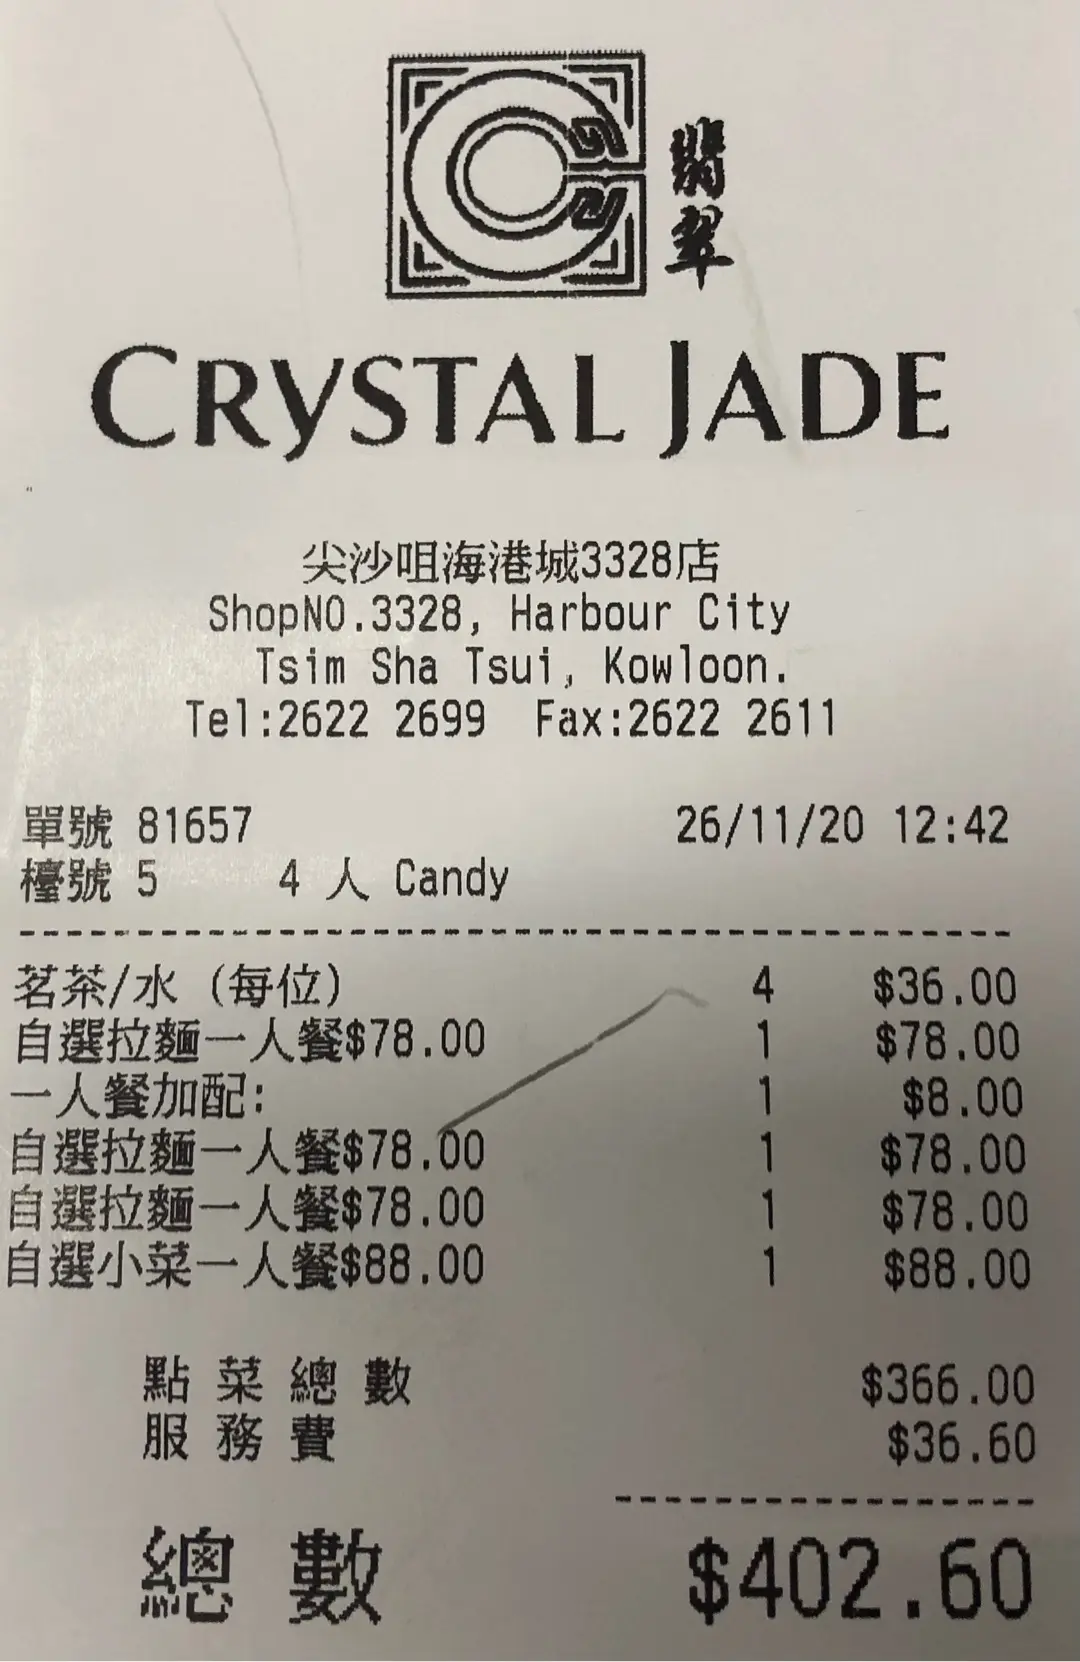 翡翠
CRYSTAL JADE
尖沙咀海港城3328店
ShopNO.3328, Harbour City
Tsim Sha Tsui, Kowloon.
Tel:2622 2699 Fax:2622 2611
單號 81657 26/11/20 12:42
檯號 5 4 人 Candy
茗茶/水 (每位) 4 $36.00
自選拉麵一人餐$78.00 1 $78.00
一人餐加配: 1 $8.00
自選拉麵一人餐$78.00 1 $78.00
自選拉麵一人餐$78.00 1 $78.00
自選小菜一人餐$88.00 1 $88.00
點菜總數 $366.00
服務費 $36.60
總數 $402.60